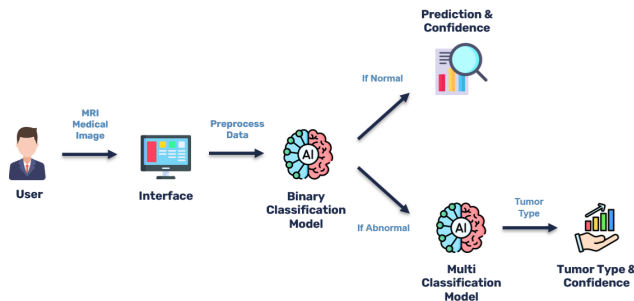 Prediction &
Confidence
If Normal
MRI
Medical
Image
Preprocess
Data
AI
User
Interface
Binary
Classification
Model
If Abnormal
AI
Tumor
Type
Multi
Classification
Model
Tumor Type &
Confidence